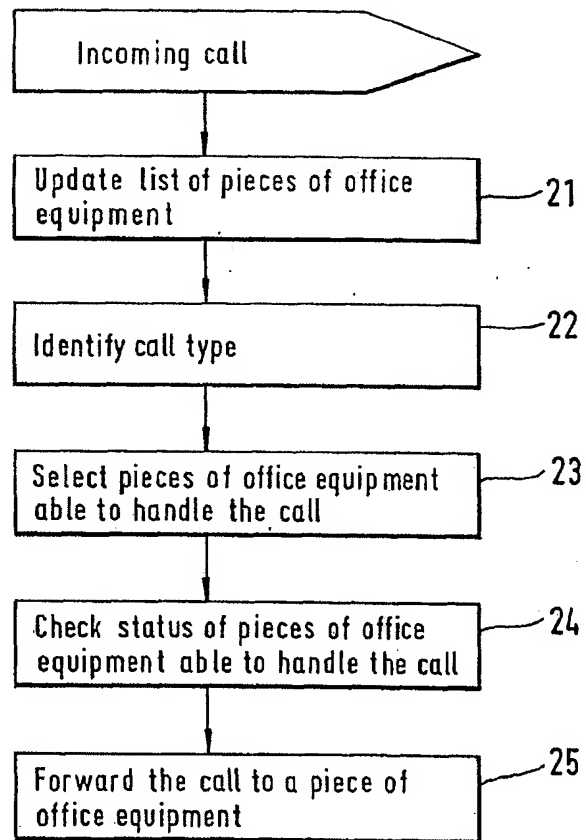 Incoming call
Update list of pieces of office
equipment
21
Identify call type
22
Select pieces of office equipment
able to handle the call
23
Check status of pieces of office
equipment able to handle the call
24
Forward the call to a piece of
office equipment
25